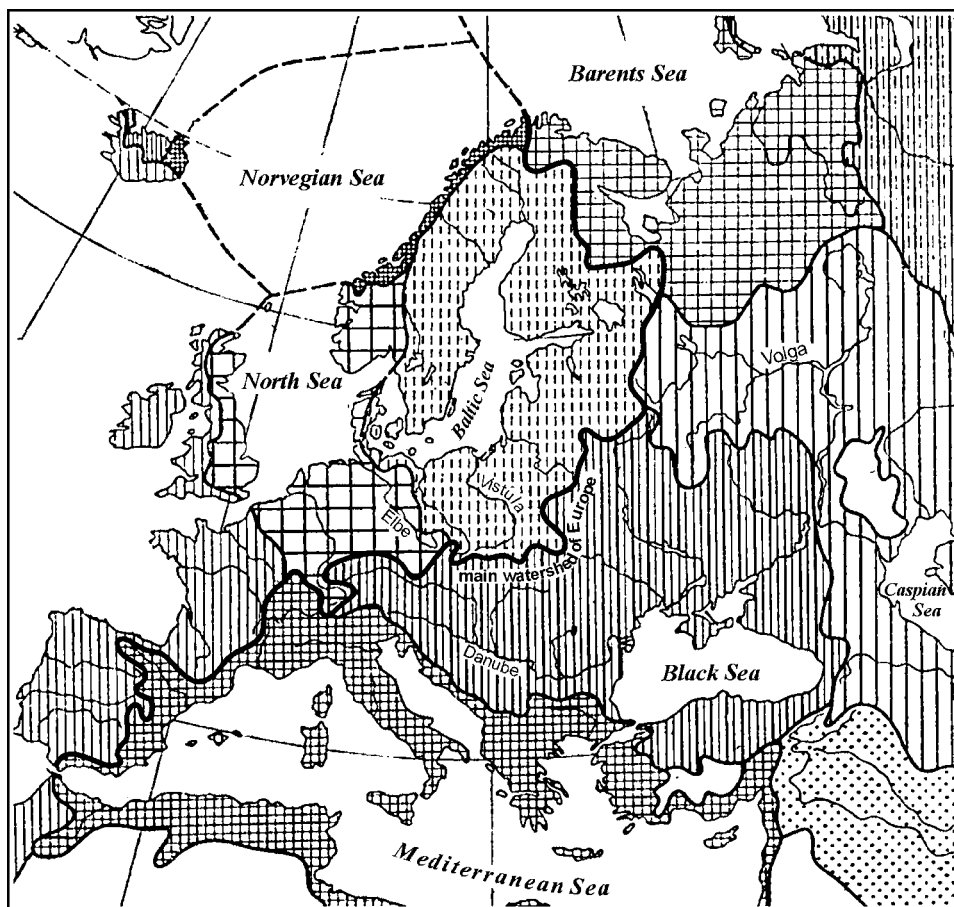 Barents Sea
Norvegian Sea
Volga
North Sea
Baltic Sea
Vistula
Elbe
main watershed of Europe
Caspian
Sea
Danube
Black Sea
Mediterranean Sea